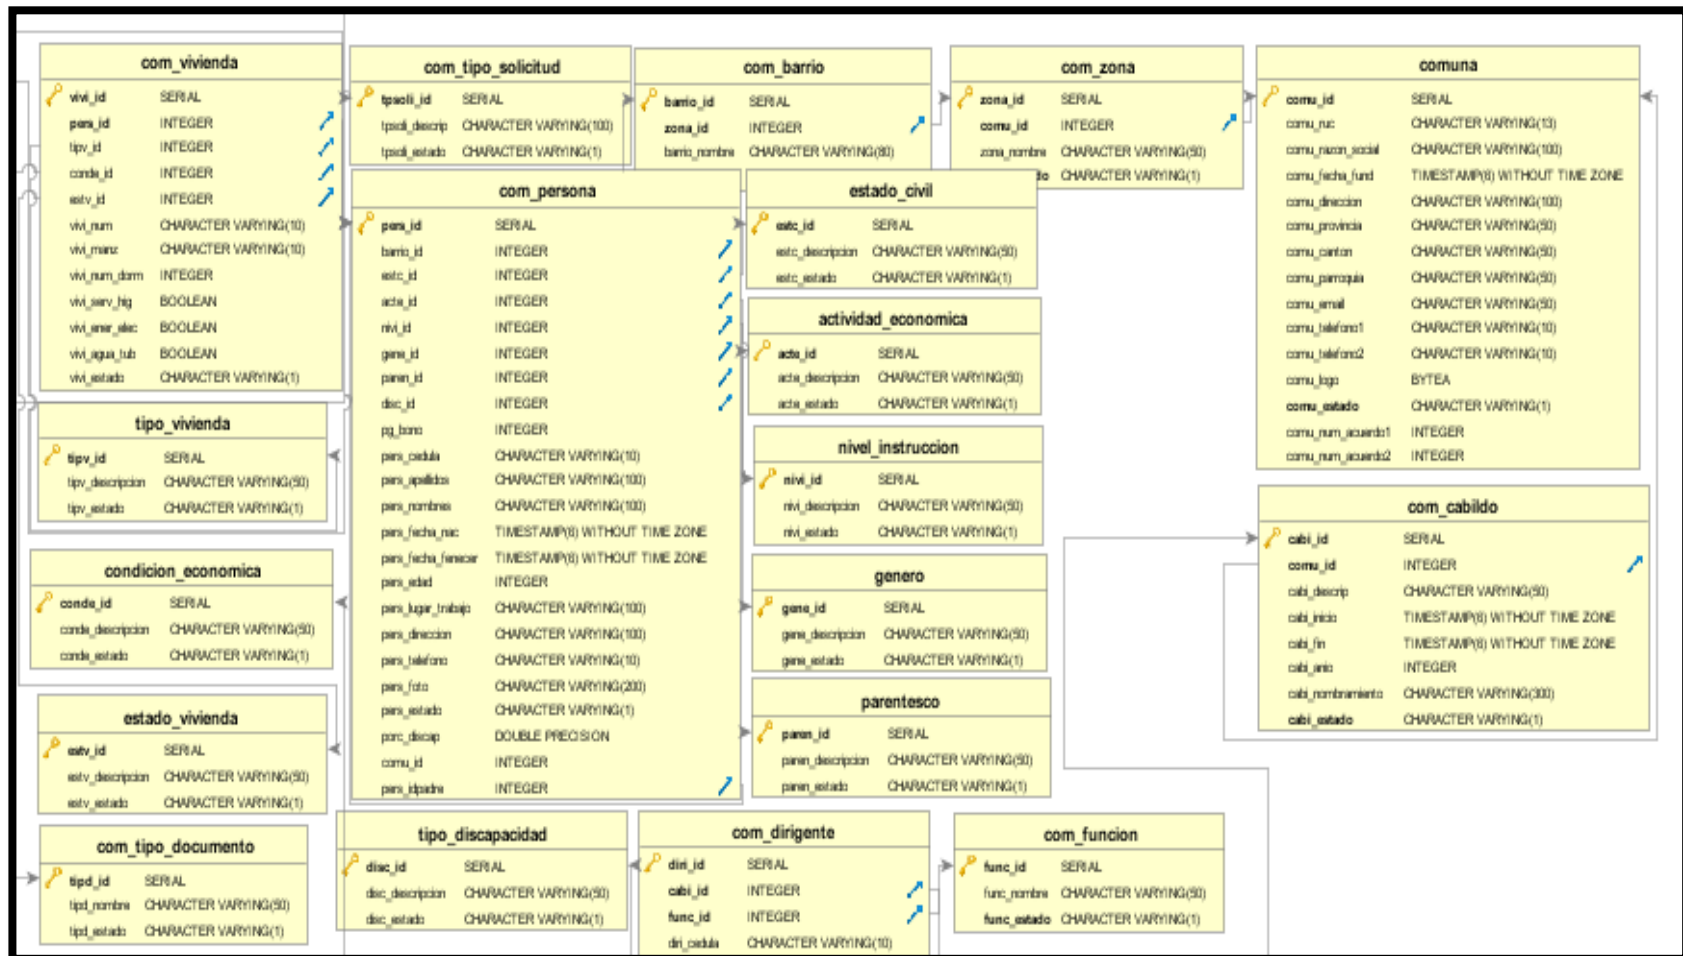 com_vivienda
vivi_id SERIAL
pers_id INTEGER
tipv_id INTEGER
conde_id INTEGER
estv_id INTEGER
vivi_num CHARACTER VARYING(10)
vivi_manz CHARACTER VARYING(10)
vivi_num_dorm INTEGER
vivi_serv_hig BOOLEAN
vivi_ener_elec BOOLEAN
vivi_agua_tub BOOLEAN
vivi_estado CHARACTER VARYING(1)
com_tipo_solicitud
tpsoli_id SERIAL
tpsoli_descrip CHARACTER VARYING(100)
tpsoli_estado CHARACTER VARYING(1)
com_barrio
barrio_id SERIAL
zona_id INTEGER
barrio_nombre CHARACTER VARYING(80)
com_zona
zona_id SERIAL
comu_id INTEGER
zona_nombre CHARACTER VARYING(50)
do CHARACTER VARYING(1)
comuna
comu_id SERIAL
comu_ruc CHARACTER VARYING(13)
comu_razon_social CHARACTER VARYING(100)
comu_fecha_fund TIMESTAMP(6) WITHOUT TIME ZONE
comu_direccion CHARACTER VARYING(100)
comu_provincia CHARACTER VARYING(50)
comu_canton CHARACTER VARYING(50)
comu_parroquia CHARACTER VARYING(50)
comu_email CHARACTER VARYING(50)
comu_telefono1 CHARACTER VARYING(10)
comu_telefono2 CHARACTER VARYING(10)
comu_logo BYTEA
comu_estado CHARACTER VARYING(1)
comu_num_acuerdo1 INTEGER
comu_num_acuerdo2 INTEGER
com_persona
pers_id SERIAL
barrio_id INTEGER
estc_id INTEGER
acte_id INTEGER
nivi_id INTEGER
gene_id INTEGER
paren_id INTEGER
disc_id INTEGER
pg_bono INTEGER
pers_cedula CHARACTER VARYING(10)
pers_apellidos CHARACTER VARYING(100)
pers_nombres CHARACTER VARYING(100)
pers_fecha_nac TIMESTAMP(6) WITHOUT TIME ZONE
pers_fecha_fenecer TIMESTAMP(6) WITHOUT TIME ZONE
pers_edad INTEGER
pers_lugar_trabajo CHARACTER VARYING(100)
pers_direccion CHARACTER VARYING(100)
pers_telefono CHARACTER VARYING(10)
pers_foto CHARACTER VARYING(200)
pers_estado CHARACTER VARYING(1)
porc_discap DOUBLE PRECISION
comu_id INTEGER
pers_idpadre INTEGER
estado_civil
estc_id SERIAL
estc_descripcion CHARACTER VARYING(50)
estc_estado CHARACTER VARYING(1)
actividad_economica
acte_id SERIAL
acte_descripcion CHARACTER VARYING(50)
acte_estado CHARACTER VARYING(1)
nivel_instruccion
nivi_id SERIAL
nivi_descripcion CHARACTER VARYING(50)
nivi_estado CHARACTER VARYING(1)
genero
gene_id SERIAL
gene_descripcion CHARACTER VARYING(50)
gene_estado CHARACTER VARYING(1)
parentesco
paren_id SERIAL
paren_descripcion CHARACTER VARYING(50)
paren_estado CHARACTER VARYING(1)
com_cabildo
cabi_id SERIAL
comu_id INTEGER
cabi_descrip CHARACTER VARYING(50)
cabi_inicio TIMESTAMP(6) WITHOUT TIME ZONE
cabi_fin TIMESTAMP(6) WITHOUT TIME ZONE
cabi_anio INTEGER
cabi_nombramiento CHARACTER VARYING(300)
cabi_estado CHARACTER VARYING(1)
tipo_vivienda
tipv_id SERIAL
tipv_descripcion CHARACTER VARYING(50)
tipv_estado CHARACTER VARYING(1)
condicion_economica
conde_id SERIAL
conde_descripcion CHARACTER VARYING(50)
conde_estado CHARACTER VARYING(1)
estado_vivienda
estv_id SERIAL
estv_descripcion CHARACTER VARYING(50)
estv_estado CHARACTER VARYING(1)
com_tipo_documento
tipd_id SERIAL
tipd_nombre CHARACTER VARYING(50)
tipd_estado CHARACTER VARYING(1)
tipo_discapacidad
disc_id SERIAL
disc_descripcion CHARACTER VARYING(50)
disc_estado CHARACTER VARYING(1)
com_dirigente
diri_id SERIAL
cabi_id INTEGER
func_id INTEGER
diri_cedula CHARACTER VARYING(10)
com_funcion
func_id SERIAL
func_nombre CHARACTER VARYING(50)
func_estado CHARACTER VARYING(1)